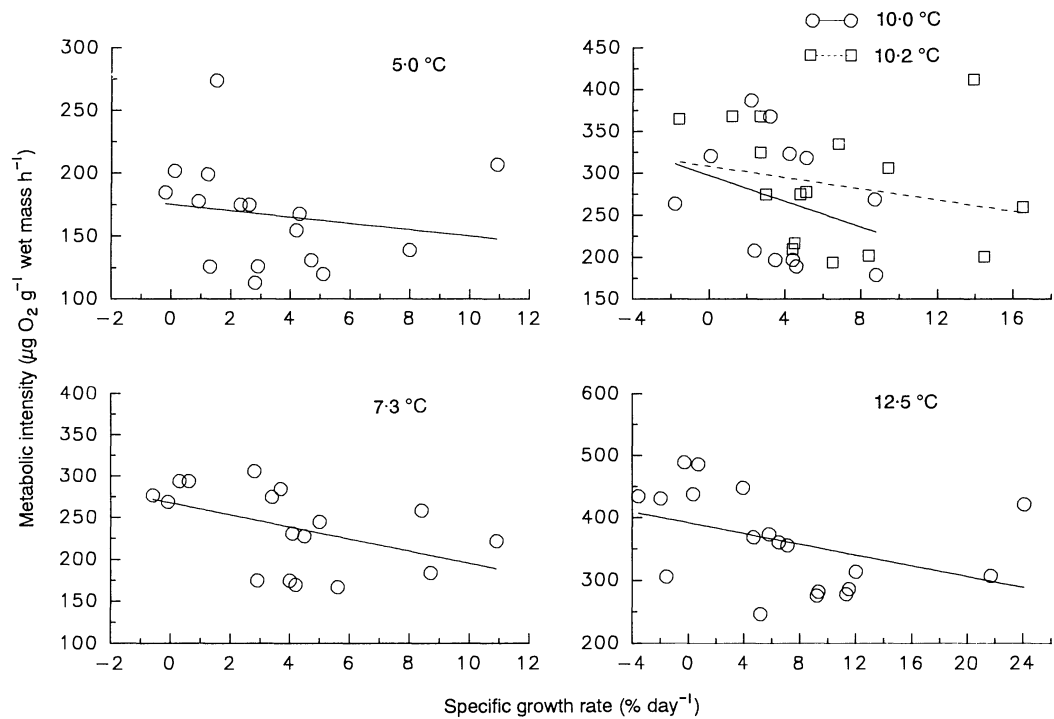 10·0 °C
10·2 °C
5·0 °C
300
250
200
150
100
−2 0 2 4 6 8 10 12
450
400
350
300
250
200
150
−4 0 4 8 12 16
Metabolic intensity (μg O₂ g⁻¹ wet mass h⁻¹)
7·3 °C
400
350
300
250
200
150
100
−2 0 2 4 6 8 10 12
12·5 °C
600
500
400
300
200
−4 0 4 8 12 16 20 24
Specific growth rate (% day⁻¹)